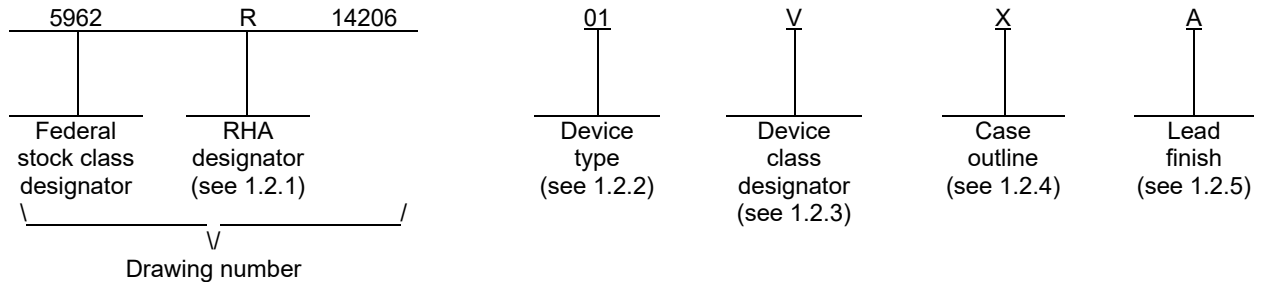 5962 R 14206 01 V X A
Federal RHA Device Device Case Lead
stock class designator type class outline finish
designator (see 1.2.1) (see 1.2.2) designator (see 1.2.4) (see 1.2.5)
(see 1.2.3)
Drawing number